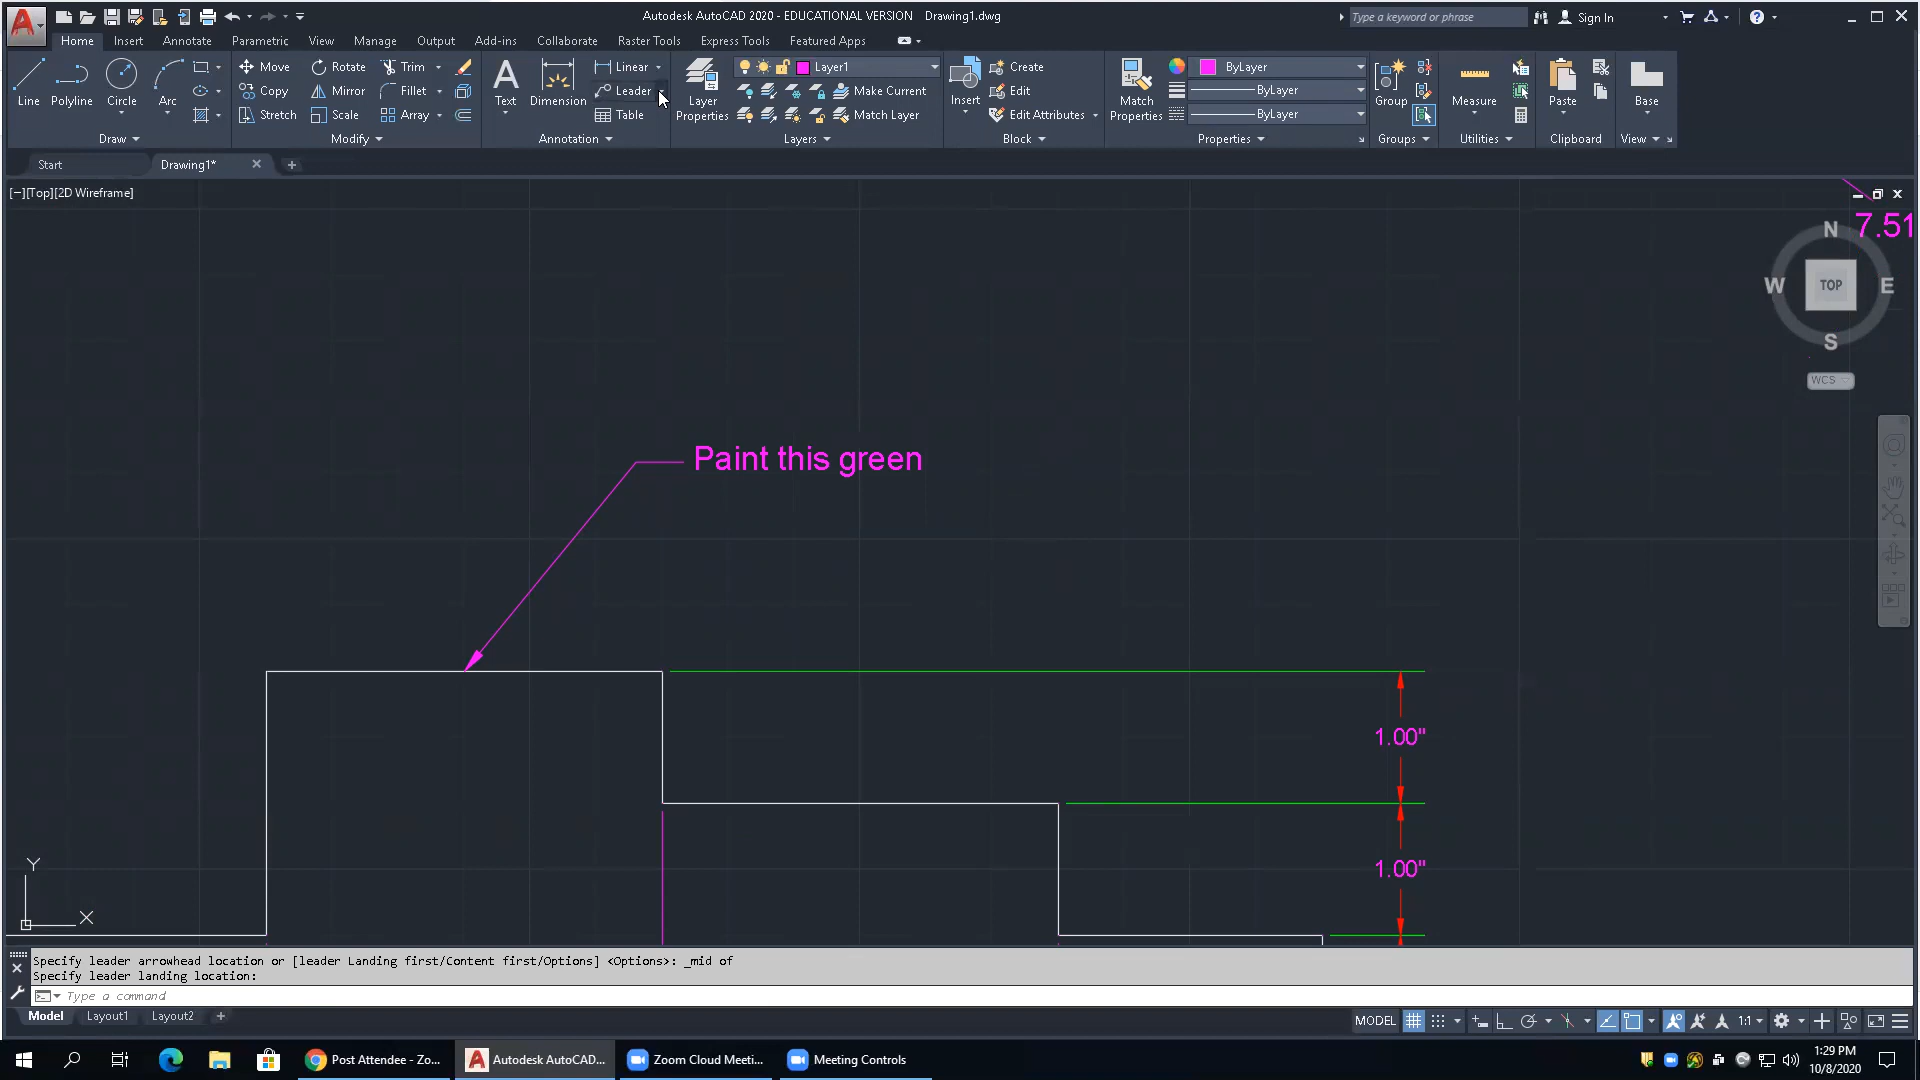 Autodesk AutoCAD 2020 - EDUCATIONAL VERSION Drawing1.dwg
Type a keyword or phrase
Sign In
Home Insert Annotate Parametric View Manage Output Add-ins Collaborate Raster Tools Express Tools Featured Apps
Line Polyline Circle Arc
Move Rotate Trim
Copy Mirror Fillet
Stretch Scale Array
Text Dimension
Linear
Leader
Table
Layer Properties
Layer1
Make Current
Match Layer
Insert
Create
Edit
Edit Attributes
Match Properties
ByLayer
ByLayer
ByLayer
Group
Measure
Paste
Base
Draw Modify Annotation Layers Block Properties Groups Utilities Clipboard View
Start Drawing1*
[−][Top][2D Wireframe]
7.51
N
W TOP E
S
WCS
Paint this green
1.00"
1.00"
Y
X
Specify leader arrowhead location or [leader Landing first/Content first/Options] <Options>: _mid of
Specify leader landing location:
Type a command
Model Layout1 Layout2
MODEL 1:1
Post Attendee - Zo...
Autodesk AutoCAD...
Zoom Cloud Meeti...
Meeting Controls
1:29 PM
10/8/2020